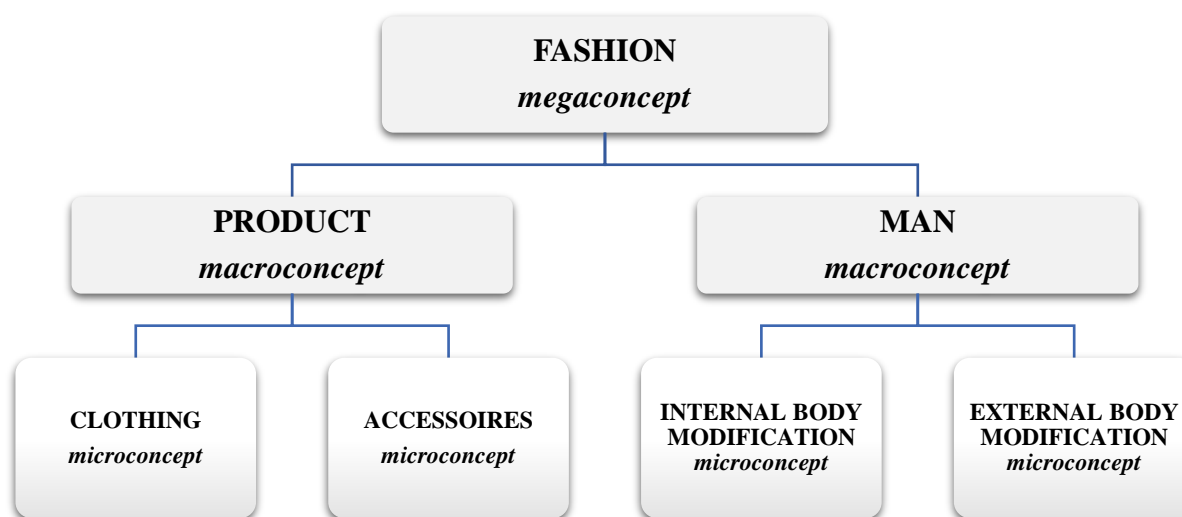 FASHION
megaconcept
PRODUCT
macroconcept
MAN
macroconcept
CLOTHING
microconcept
ACCESSOIRES
microconcept
INTERNAL BODY
MODIFICATION
microconcept
EXTERNAL BODY
MODIFICATION
microconcept